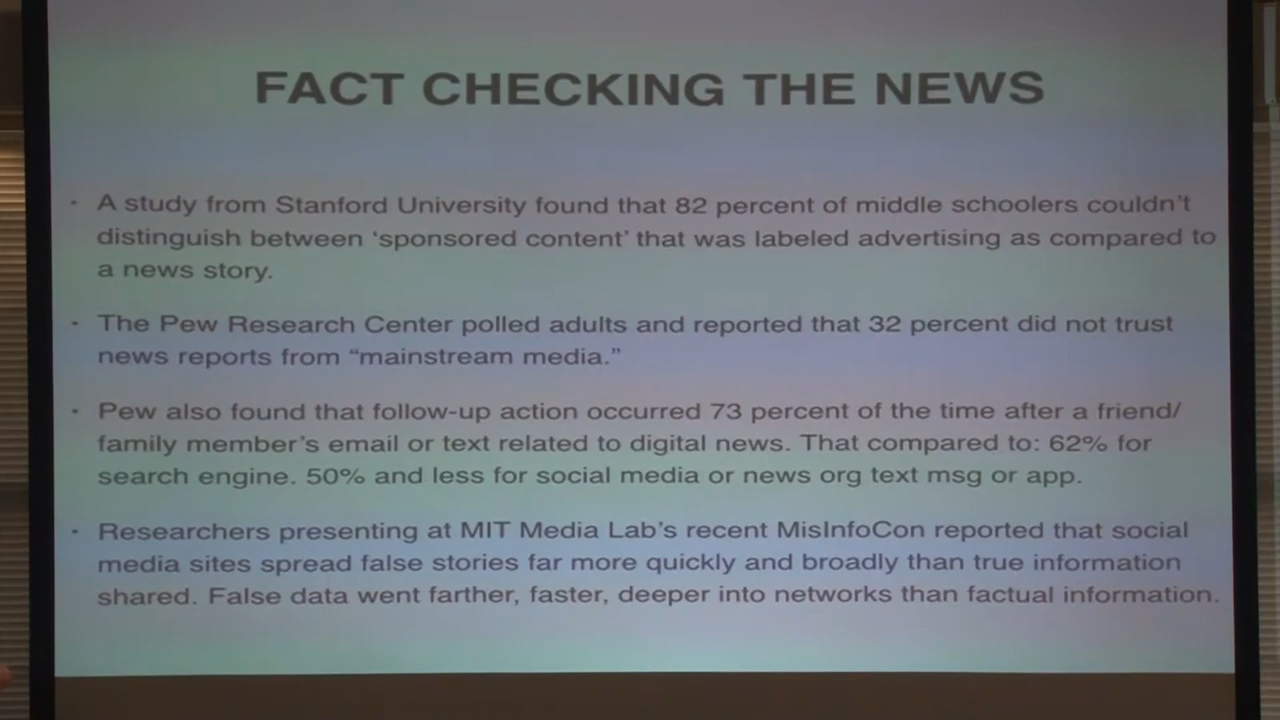 FACT CHECKING THE NEWS
· A study from Stanford University found that 82 percent of middle schoolers couldn't
distinguish between 'sponsored content' that was labeled advertising as compared to
a news story.
· The Pew Research Center polled adults and reported that 32 percent did not trust
news reports from “mainstream media.”
· Pew also found that follow-up action occurred 73 percent of the time after a friend/
family member's email or text related to digital news. That compared to: 62% for
search engine. 50% and less for social media or news org text msg or app.
· Researchers presenting at MIT Media Lab's recent MisInfoCon reported that social
media sites spread false stories far more quickly and broadly than true information
shared. False data went farther, faster, deeper into networks than factual information.